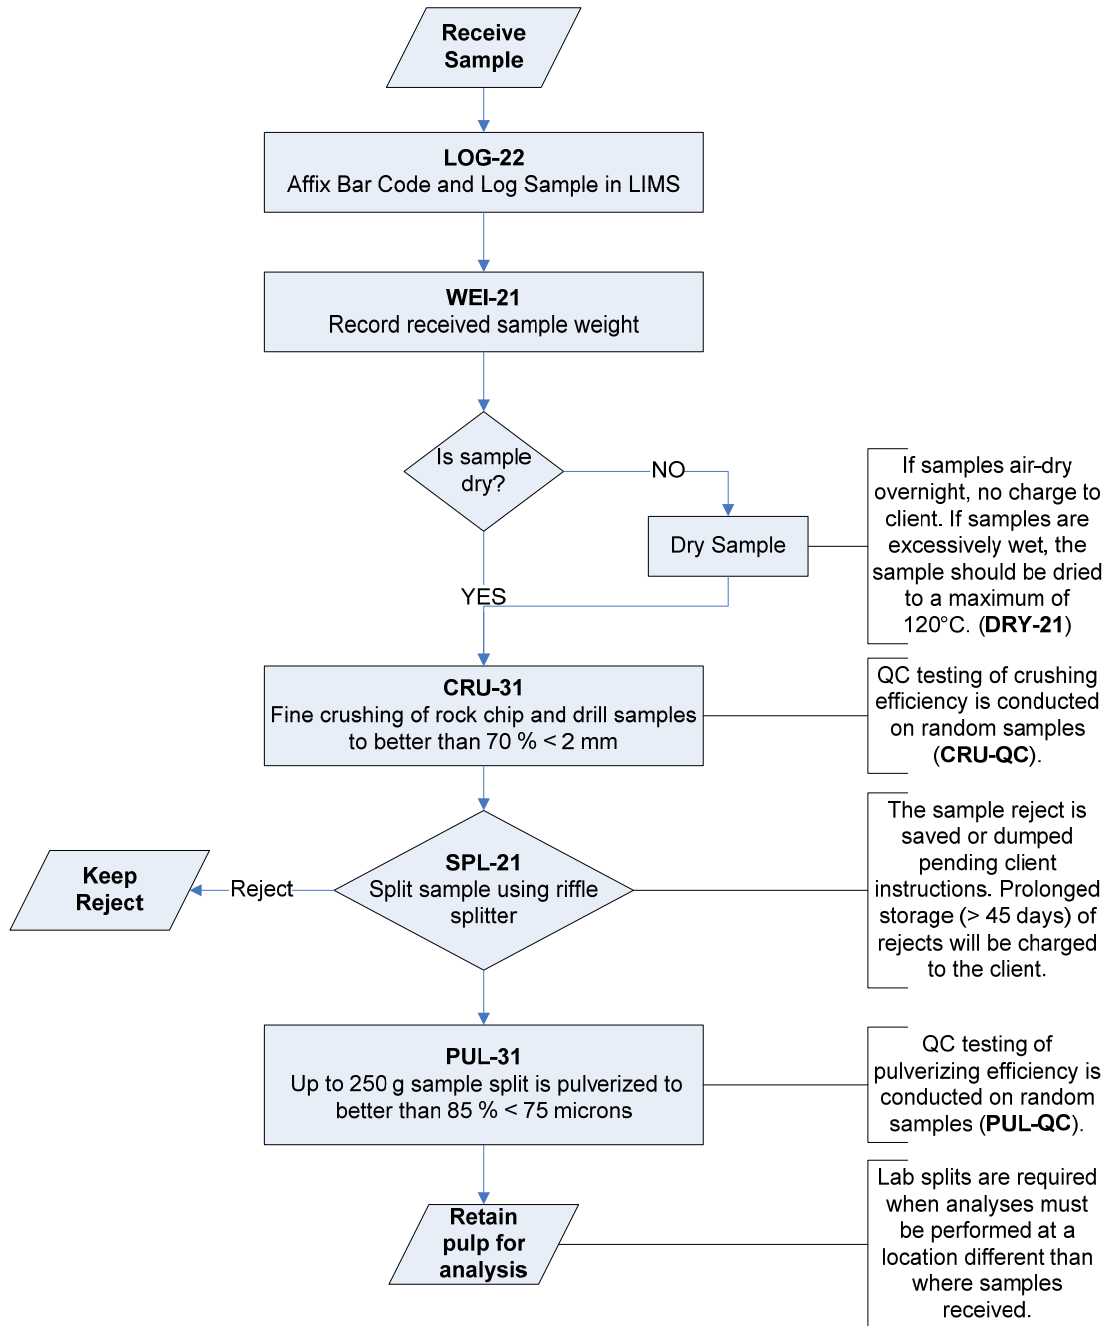 Receive
Sample
LOG-22
Affix Bar Code and Log Sample in LIMS
WEI-21
Record received sample weight
Is sample
dry?
NO
Dry Sample
If samples air-dry
overnight, no charge to
client. If samples are
excessively wet, the
sample should be dried
to a maximum of
120°C. (DRY-21)
YES
CRU-31
Fine crushing of rock chip and drill samples
to better than 70 % < 2 mm
QC testing of crushing
efficiency is conducted
on random samples
(CRU-QC).
SPL-21
Split sample using riffle
splitter
Reject
Keep
Reject
The sample reject is
saved or dumped
pending client
instructions. Prolonged
storage (> 45 days) of
rejects will be charged
to the client.
PUL-31
Up to 250 g sample split is pulverized to
better than 85 % < 75 microns
QC testing of
pulverizing efficiency is
conducted on random
samples (PUL-QC).
Retain
pulp for
analysis
Lab splits are required
when analyses must
be performed at a
location different than
where samples
received.